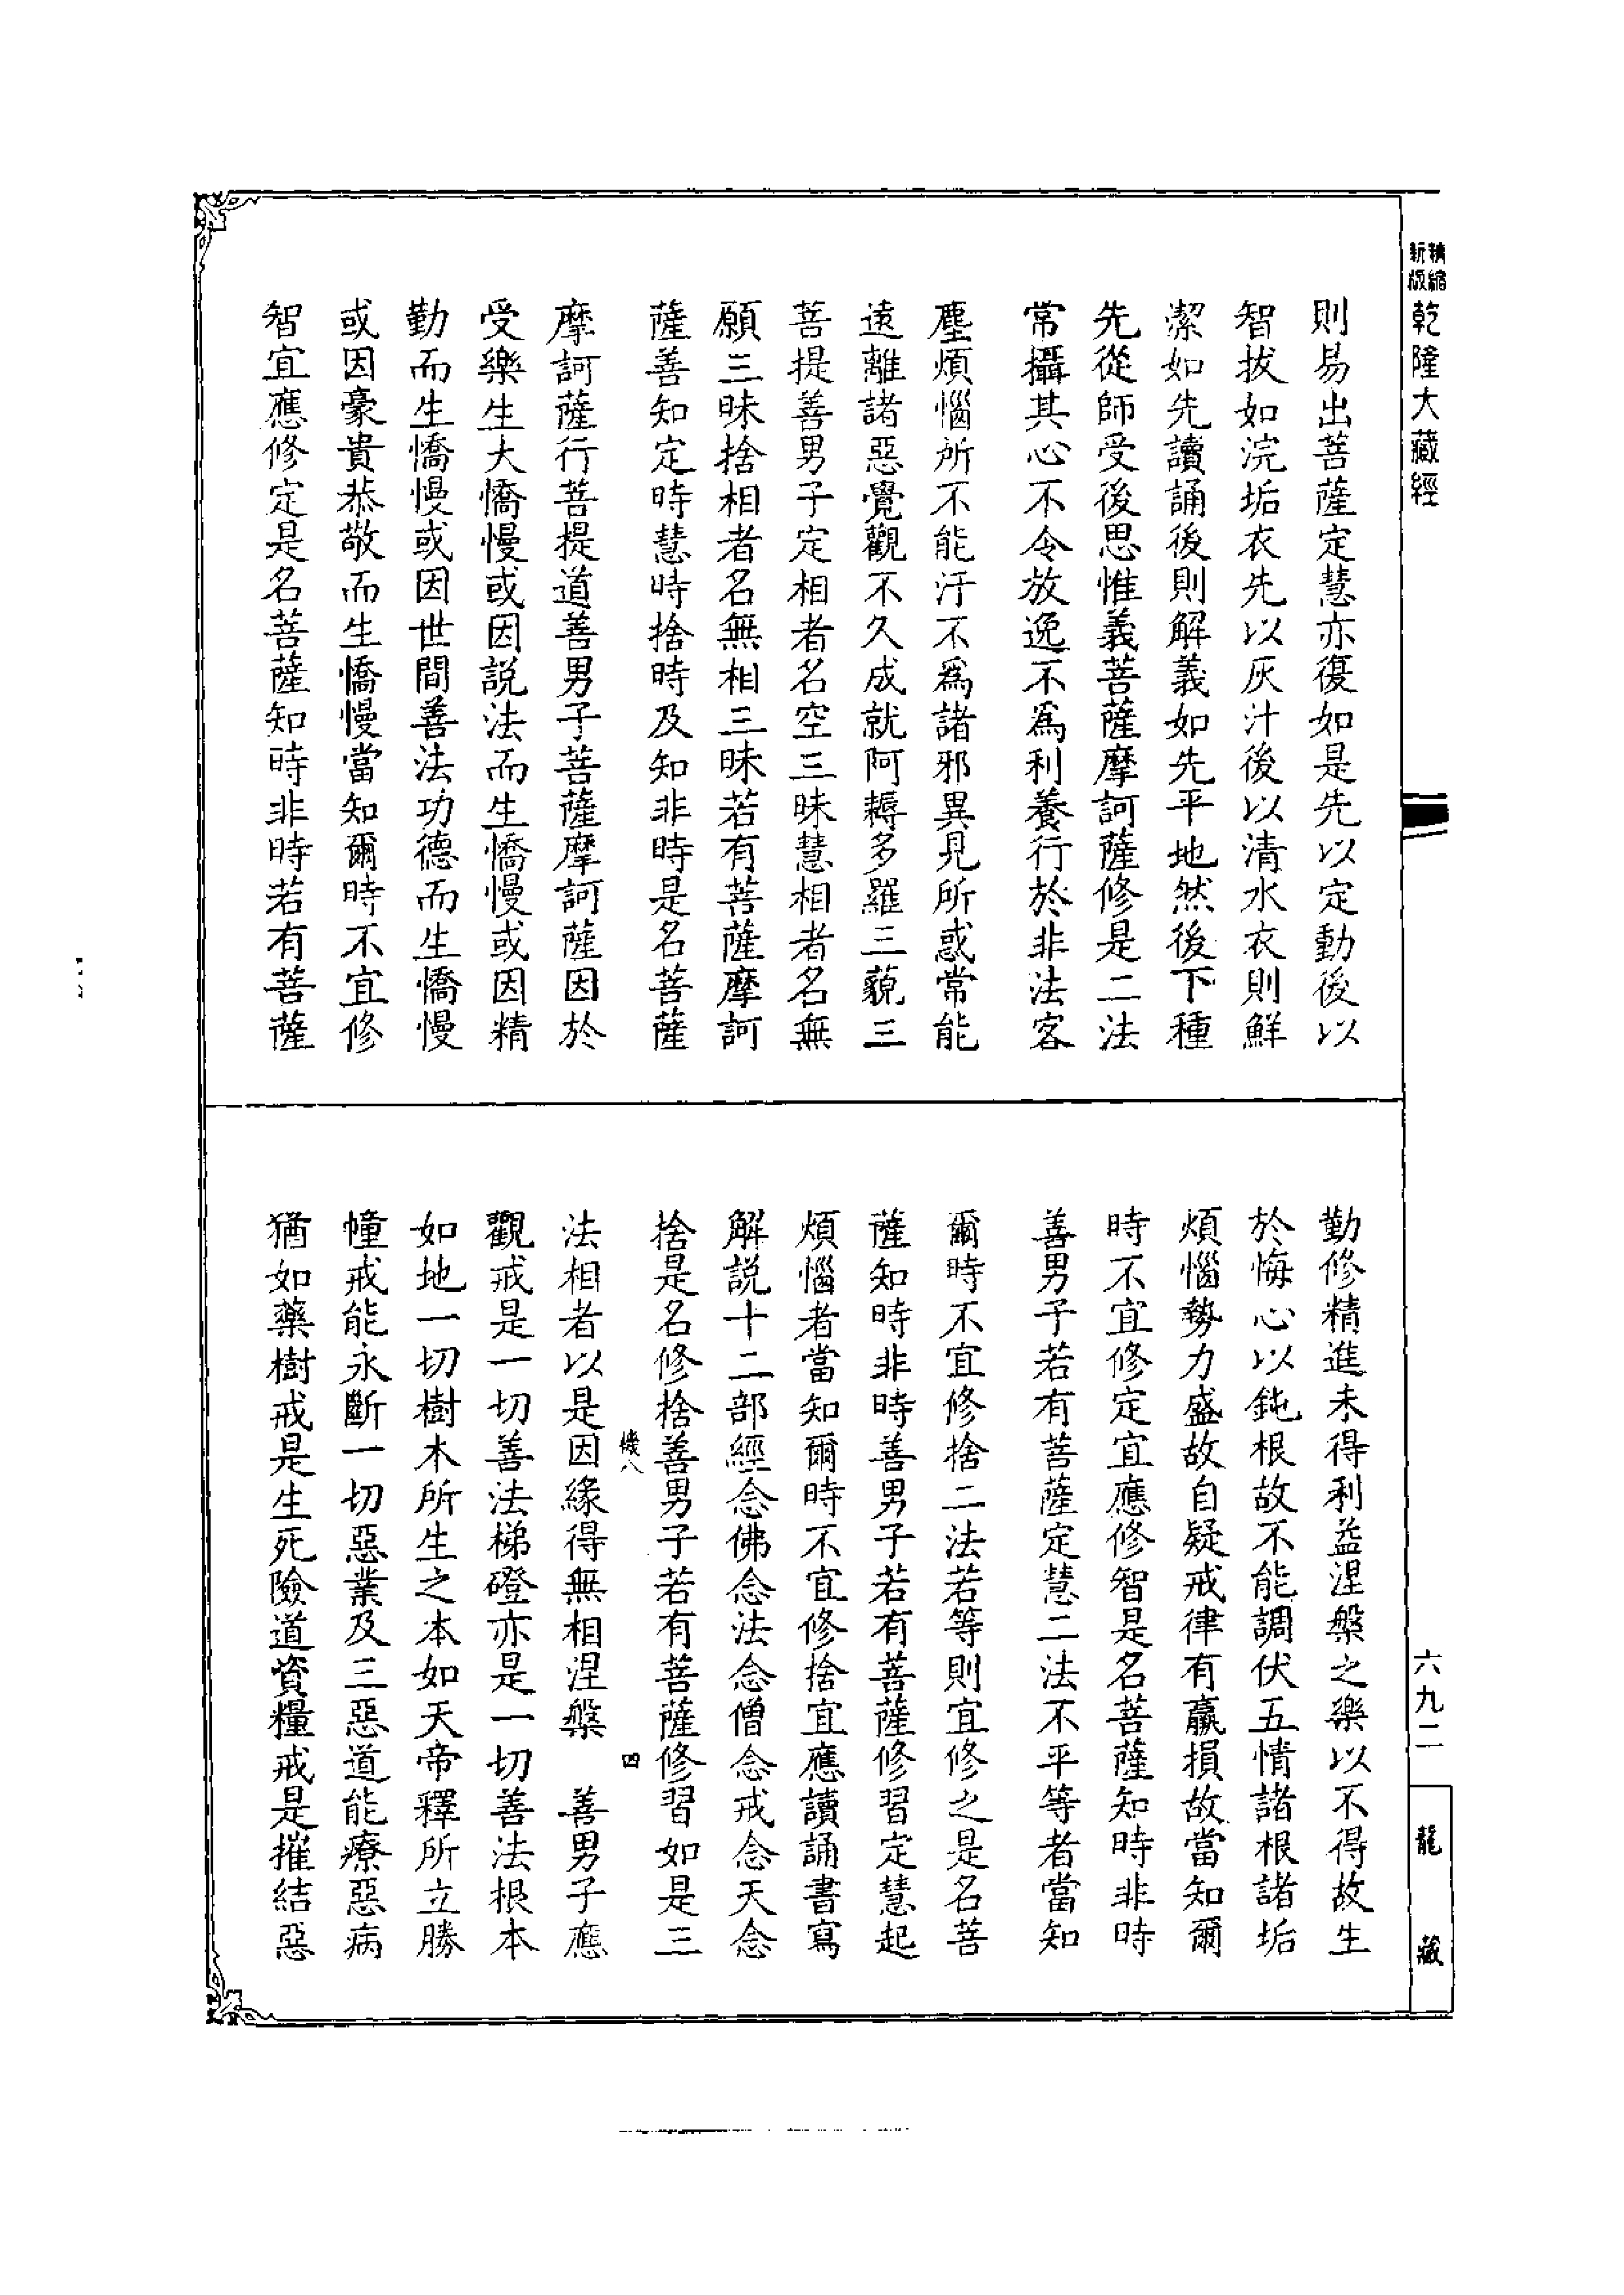 精縮新版乾隆大藏經
則易出菩薩定慧亦復如是先以定動後以
智拔如浣垢衣先以灰汁後以清水衣則鮮
潔如先讀誦後則解義如先平地然後下種
先從師受後思惟義菩薩摩訶薩修是二法
常攝其心不令放逸不爲利養行於非法客
塵煩惱所不能汙不爲諸邪異見所惑常能
遠離諸惡覺觀不久成就阿耨多羅三藐三
菩提善男子定相者名空三昧慧相者名無
願三昧捨相者名無相三昧若有菩薩摩訶
薩善知定時慧時捨時及知非時是名菩薩
摩訶薩行菩提道善男子菩薩摩訶薩因於
受樂生大憍慢或因説法而生憍慢或因精
勤而生憍慢或因世間善法功德而生憍慢
或因豪貴恭敬而生憍慢當知爾時不宜修
智宜應修定是名菩薩知時非時若有菩薩
勤修精進未得利益涅槃之樂以不得故生
於悔心以鈍根故不能調伏五情諸根諸垢
煩惱勢力盛故自疑戒律有羸損故當知爾
時不宜修定宜應修智是名菩薩知時非時
善男子若有菩薩定慧二法不平等者當知
爾時不宜修捨二法若等則宜修之是名菩
薩知時非時善男子若有菩薩修習定慧起
煩惱者當知爾時不宜修捨宜應讀誦書寫
解説十二部經念佛念法念僧念戒念天念
捨是名修捨善男子若有菩薩修習如是三
機八 四
法相者以是因緣得無相涅槃　善男子應
觀戒是一切善法梯磴亦是一切善法根本
如地一切樹木所生之本如天帝釋所立勝
幢戒能永斷一切惡業及三惡道能療惡病
猶如藥樹戒是生死險道資糧戒是摧結惡
六九二
龍藏